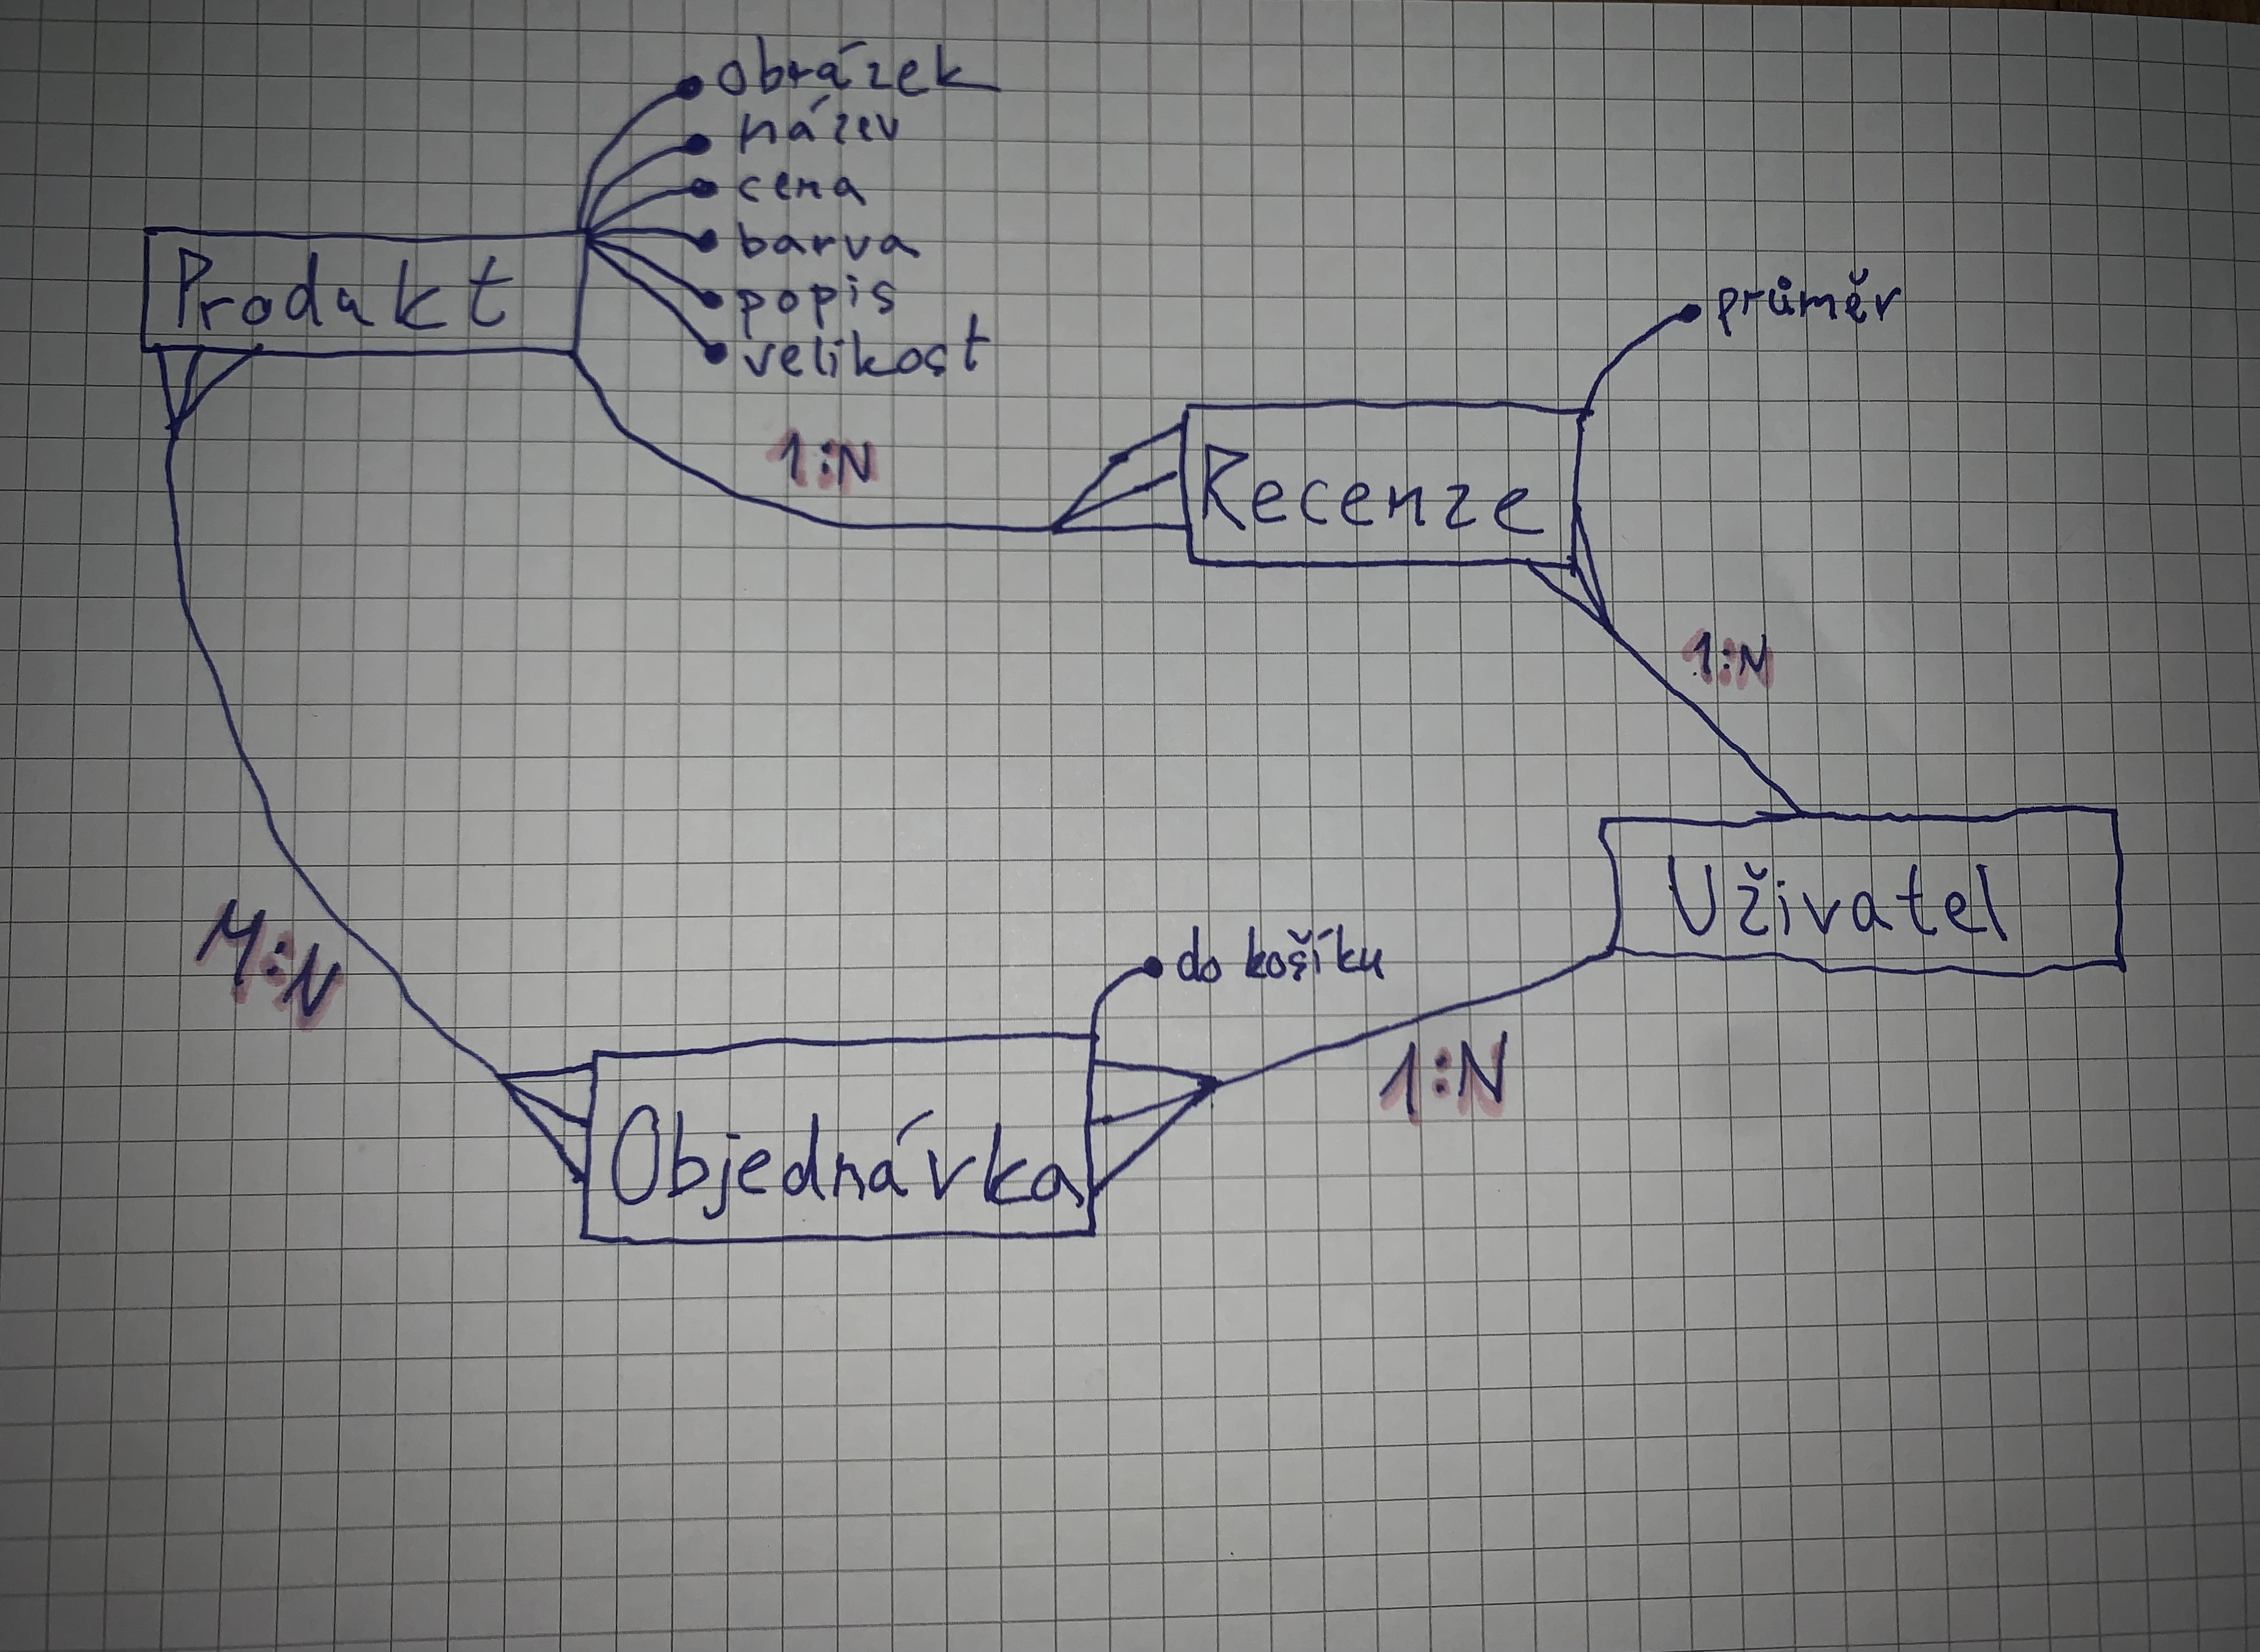 obrázek
název
cena
barva
popis
velikost
Produkt
průměr
1:N
Recenze
1:N
Uživatel
M:N
do košíku
1:N
Objednávka